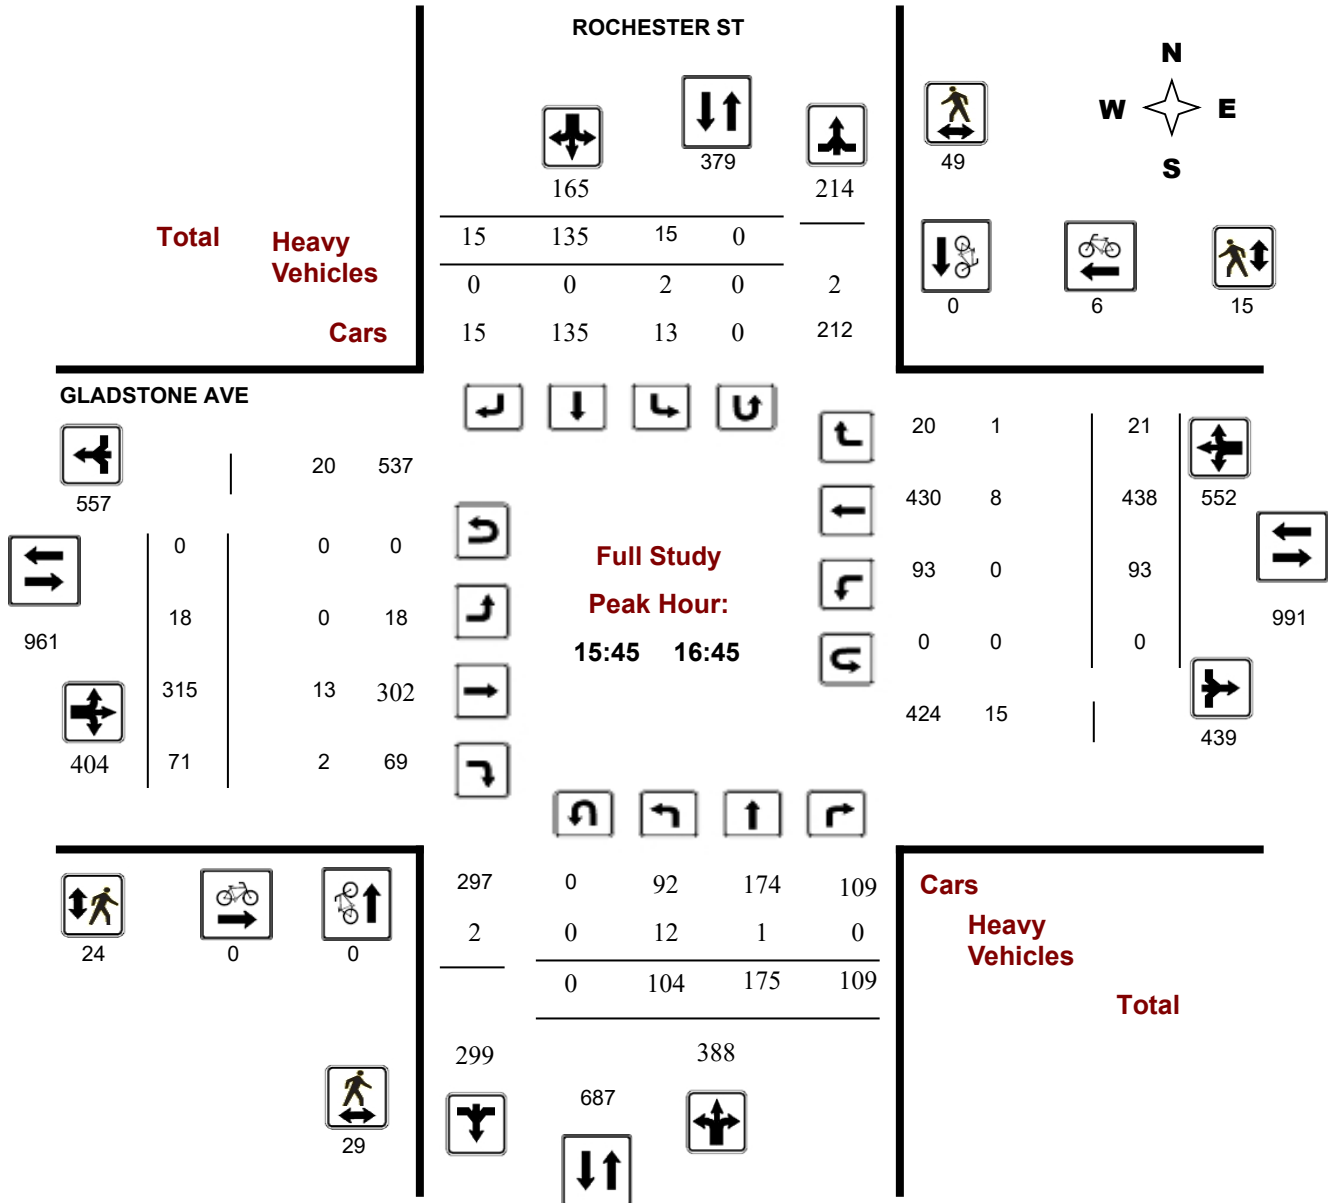 ROCHESTER ST
N
W E
S
379
49
165 214
Total Heavy Vehicles
15 135 15 0
0 0 2 0 2
0 6 15
Cars 15 135 13 0 212
GLADSTONE AVE
20 1 21
20 537
557
430 8 438 552
0 0 0
Full Study
93 0 93
Peak Hour:
18 0 18
991
961
15:45 16:45
0 0 0
315 13 302
424 15
439
404 71 2 69
297 0 92 174 109
Cars
2 0 12 1 0
Heavy
Vehicles
24 0 0
0 104 175 109
Total
299 388
687
29